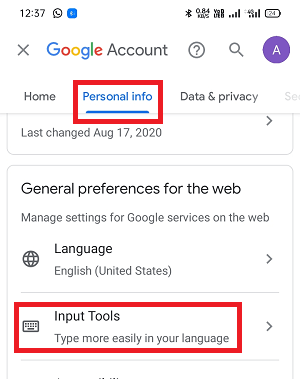 12:37 0.84 KB/S Vo) 4G 24
Google Account A
Home Personal info Data & privacy Se
Last changed Aug 17, 2020
General preferences for the web
Manage settings for Google services on the web
Language
English (United States)
Input Tools
Type more easily in your language